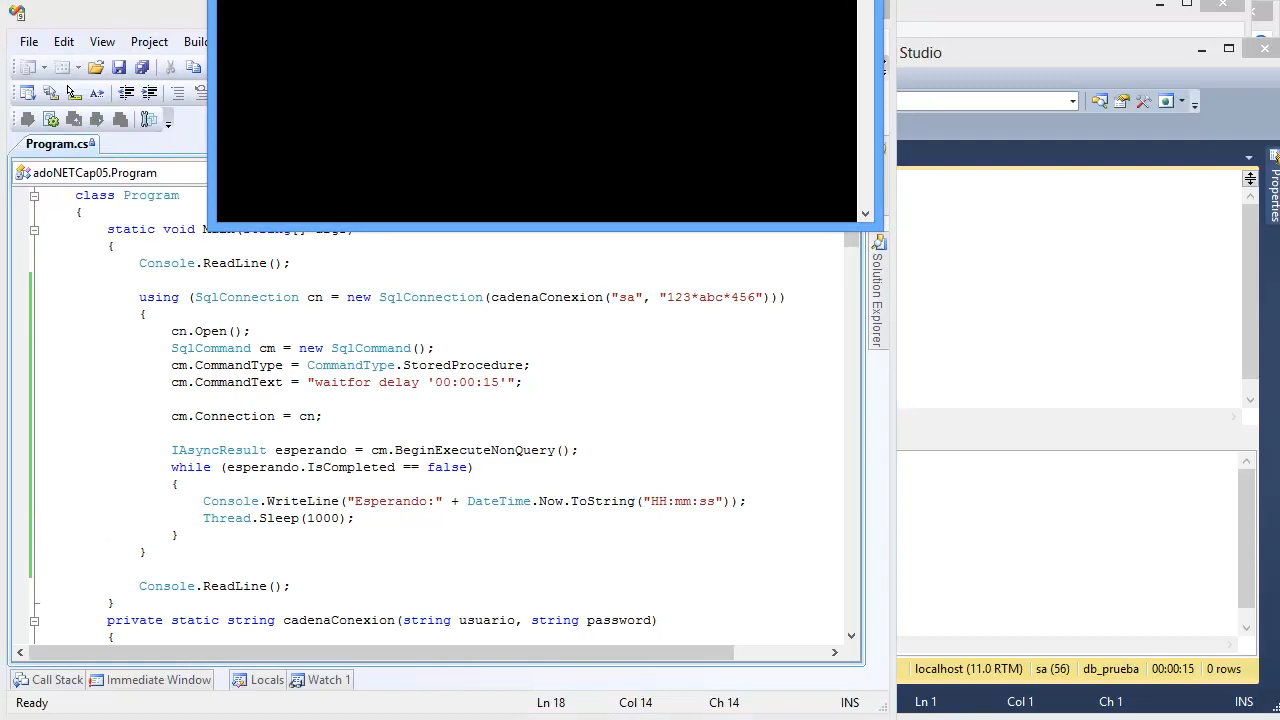 File Edit View Project Build
Studio
Program.cs
adoNETCap05.Program
class Program
{
static void Main(string[] args)
{
Console.ReadLine();
using (SqlConnection cn = new SqlConnection(cadenaConexion("sa", "123*abc*456")))
{
cn.Open();
SqlCommand cm = new SqlCommand();
cm.CommandType = CommandType.StoredProcedure;
cm.CommandText = "waitfor delay '00:00:15'";
cm.Connection = cn;
IAsyncResult esperando = cm.BeginExecuteNonQuery();
while (esperando.IsCompleted == false)
{
Console.WriteLine("Esperando:" + DateTime.Now.ToString("HH:mm:ss"));
Thread.Sleep(1000);
}
}
Console.ReadLine();
}
private static string cadenaConexion(string usuario, string password)
{
Solution Explorer
Properties
Call Stack Immediate Window Locals Watch 1
localhost (11.0 RTM) sa (56) db_prueba 00:00:15 0 rows
Ready Ln 18 Col 14 Ch 14 INS
Ln 1 Col 1 Ch 1 INS